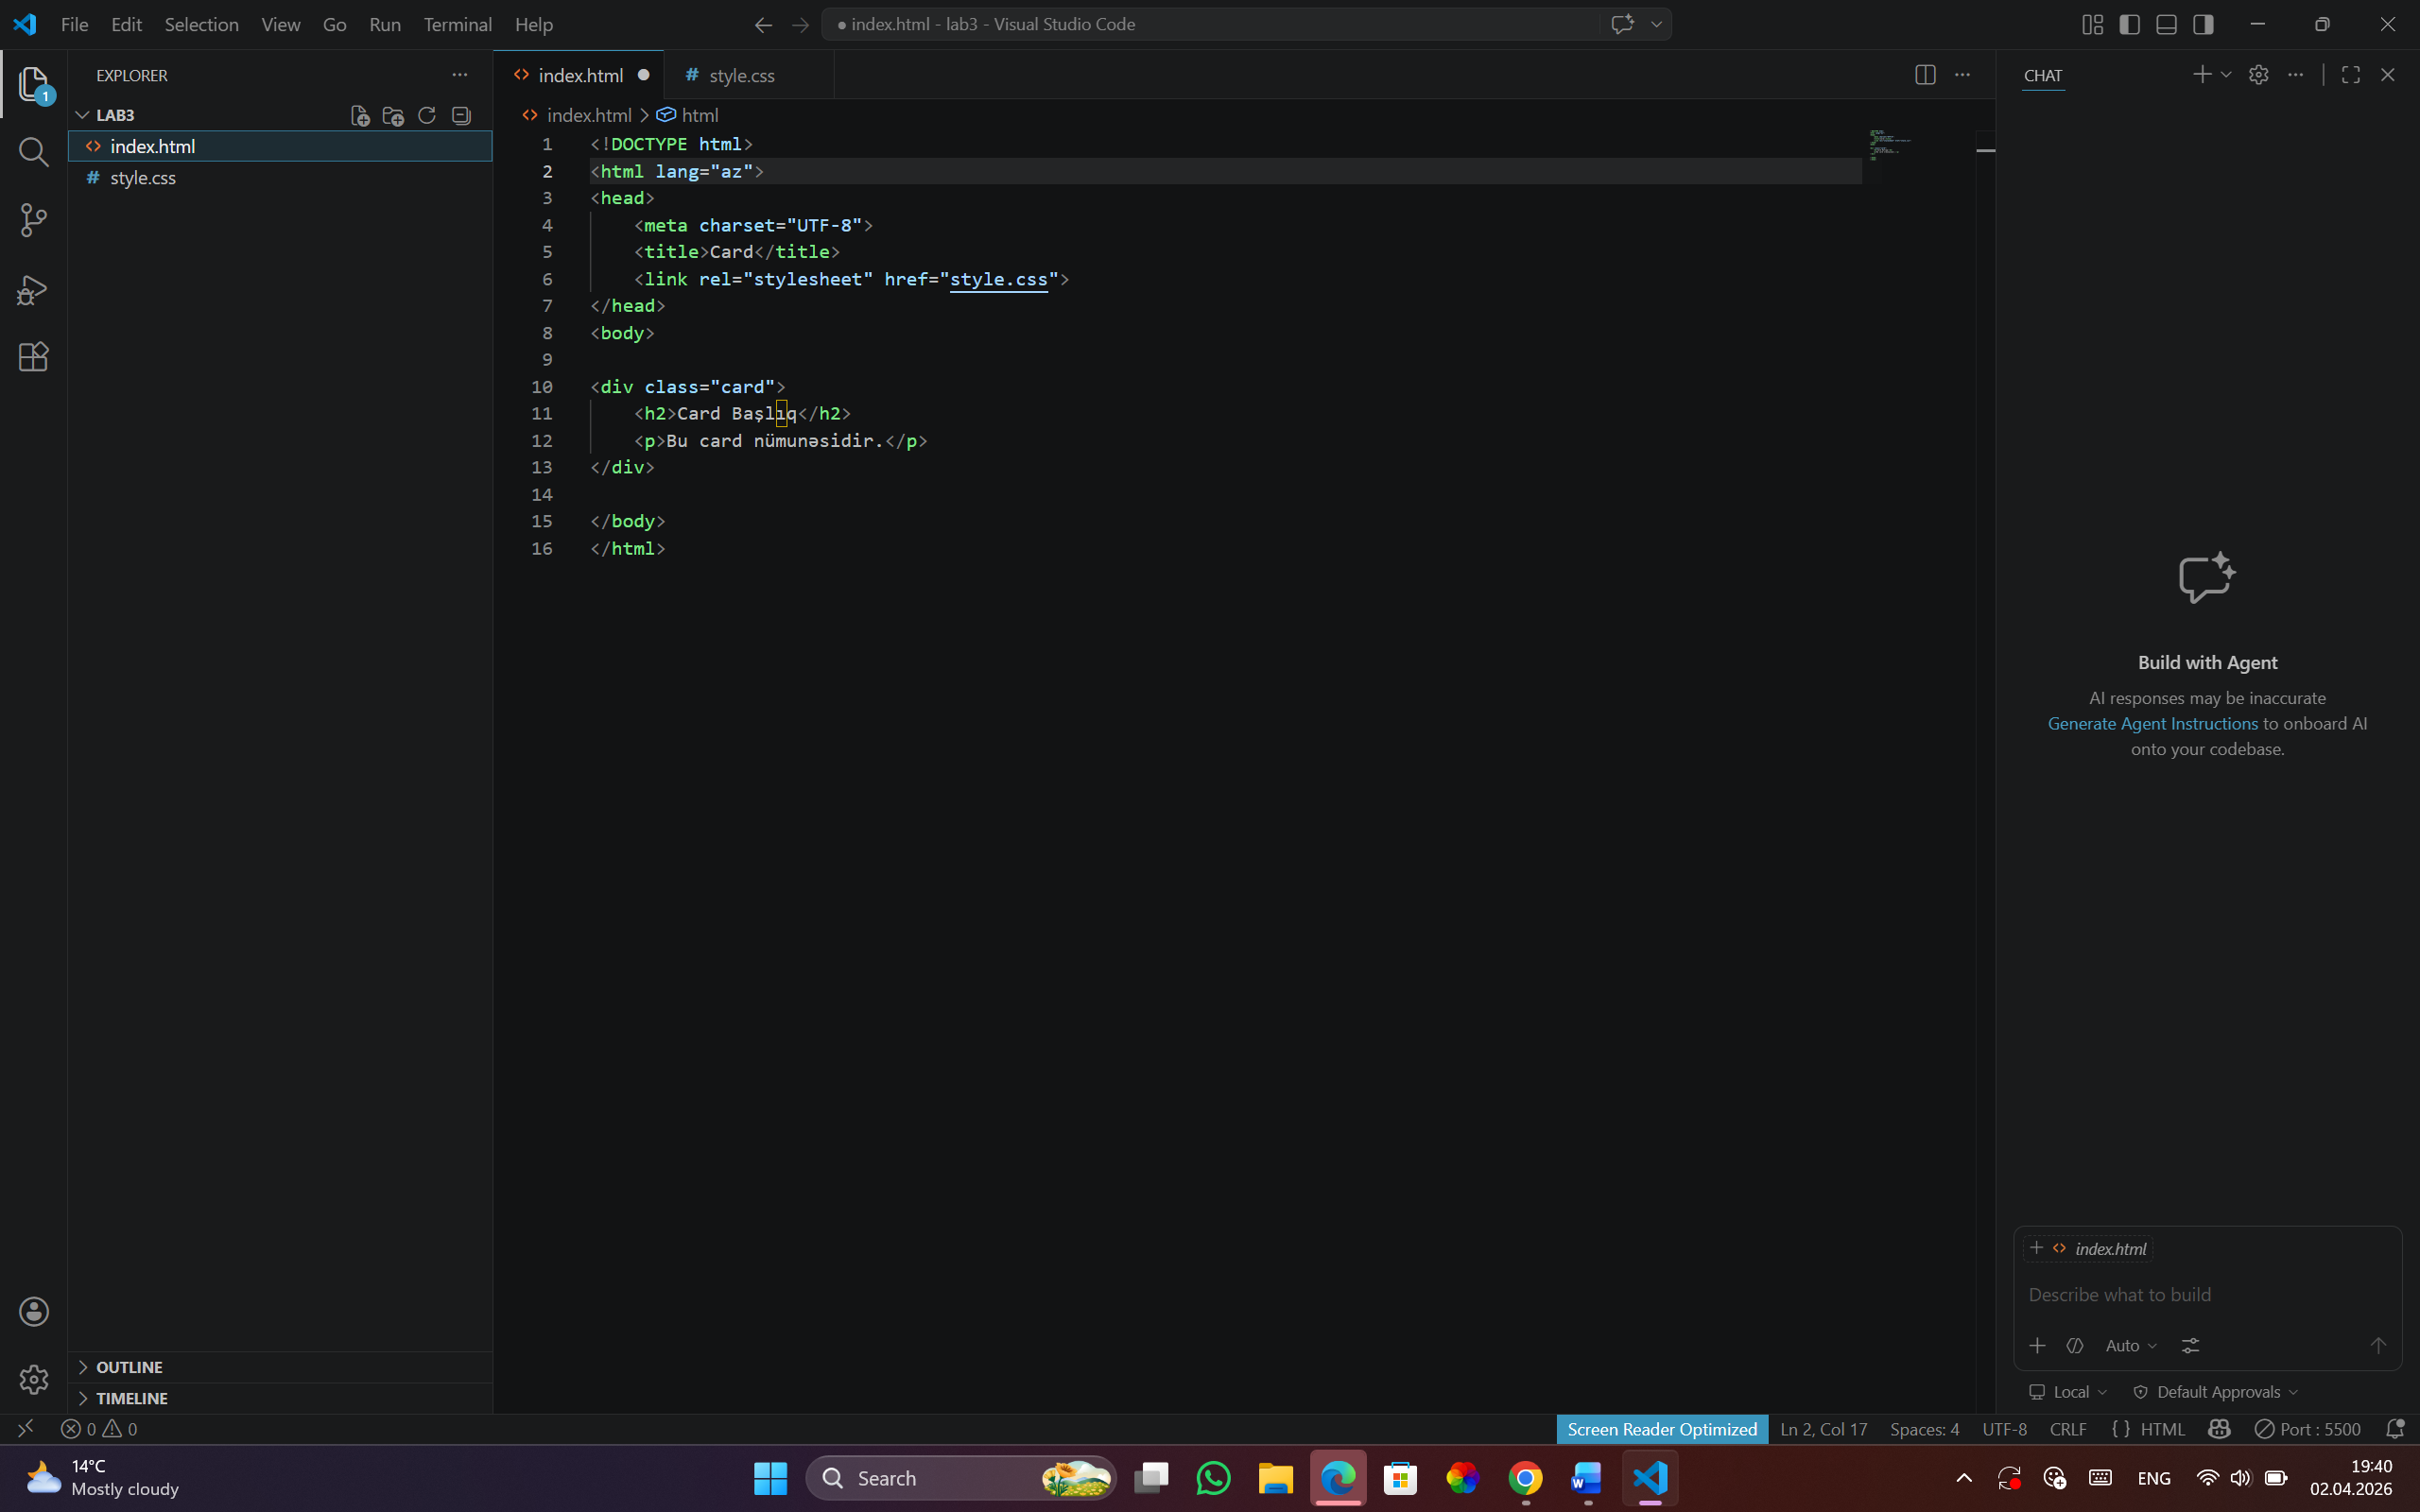 File Edit Selection View Go Run Terminal Help
● index.html - lab3 - Visual Studio Code
EXPLORER
LAB3
index.html
style.css
1
index.html
style.css
index.html > html
1 <!DOCTYPE html>
2 <html lang="az">
3 <head>
4     <meta charset="UTF-8">
5     <title>Card</title>
6     <link rel="stylesheet" href="style.css">
7 </head>
8 <body>
9
10 <div class="card">
11     <h2>Card Başlıq</h2>
12     <p>Bu card nümunəsidir.</p>
13 </div>
14
15 </body>
16 </html>
CHAT
Build with Agent
AI responses may be inaccurate
Generate Agent Instructions to onboard AI
onto your codebase.
index.html
Describe what to build
Auto
Local Default Approvals
OUTLINE
TIMELINE
0 0
Screen Reader Optimized Ln 2, Col 17 Spaces: 4 UTF-8 CRLF {} HTML Port : 5500
14°C
Mostly cloudy
Search
ENG
19:40
02.04.2026